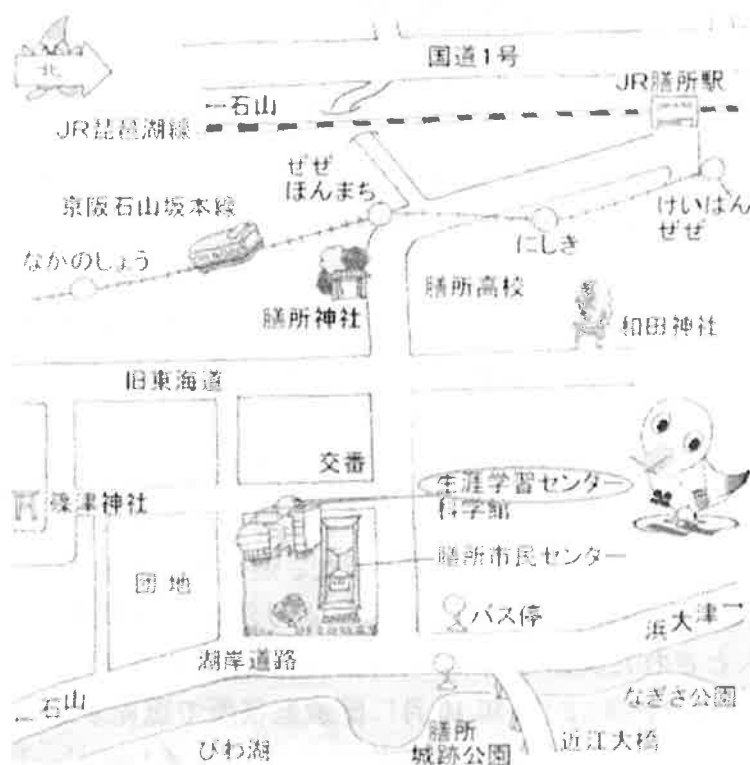 北
国道1号
JR膳所駅
←石山
JR琵琶湖線
ぜぜ
ほんまち
京阪石山坂本線
けいはん
ぜぜ
にしき
なかのしょう
膳所神社
膳所高校
和田神社
旧東海道
交番
生涯学習センター
科学館
篠津神社
膳所市民センター
団地
バス停
浜大津→
湖岸道路
←石山
なぎさ公園
膳所
城跡公園
近江大橋
びわ湖